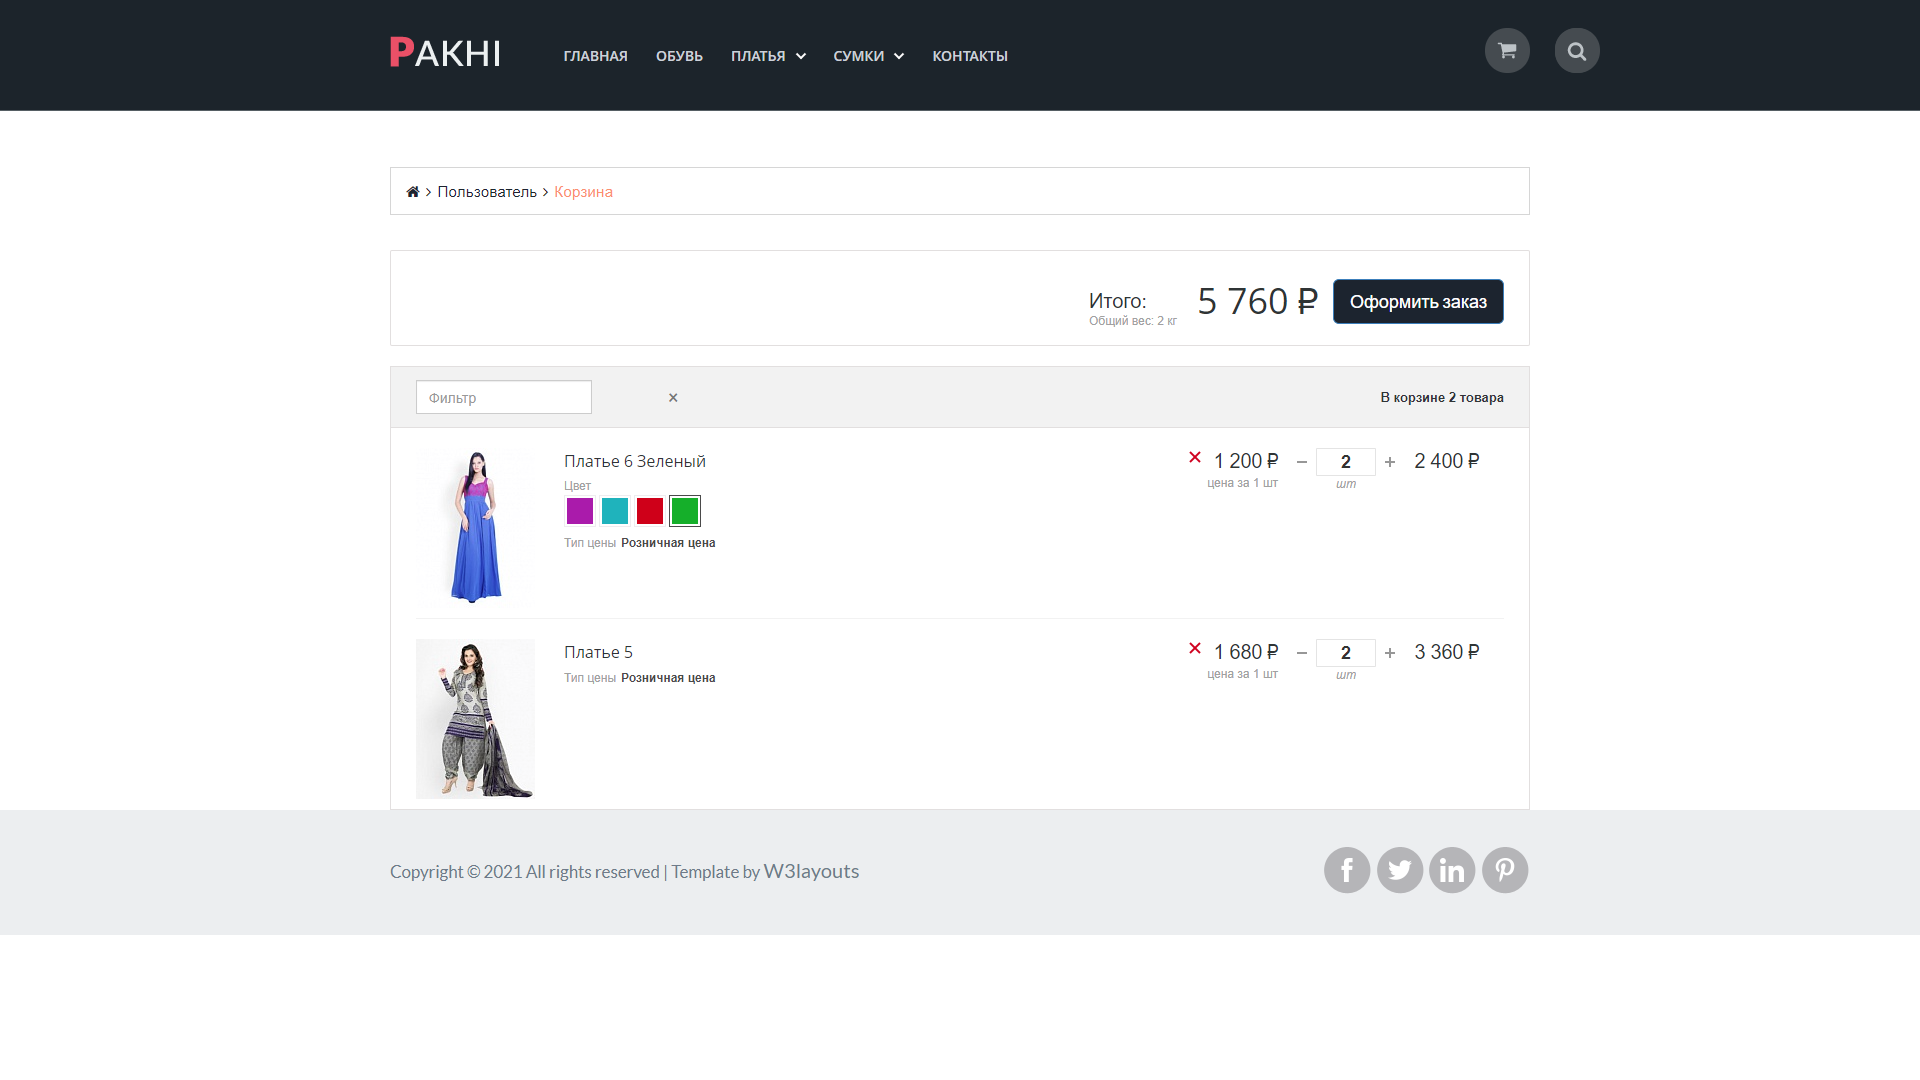 PAKHI
ГЛАВНАЯ ОБУВЬ ПЛАТЬЯ СУМКИ КОНТАКТЫ
Пользователь Корзина
Итого: 5 760 ₽ Оформить заказ
Общий вес: 2 кг
Фильтр × В корзине 2 товара
Платье 6 Зеленый 1 200 ₽ 2 2 400 ₽
Цвет цена за 1 шт шт
Тип цены Розничная цена
Платье 5 1 680 ₽ 2 3 360 ₽
Тип цены Розничная цена цена за 1 шт шт
Copyright © 2021 All rights reserved | Template by W3layouts